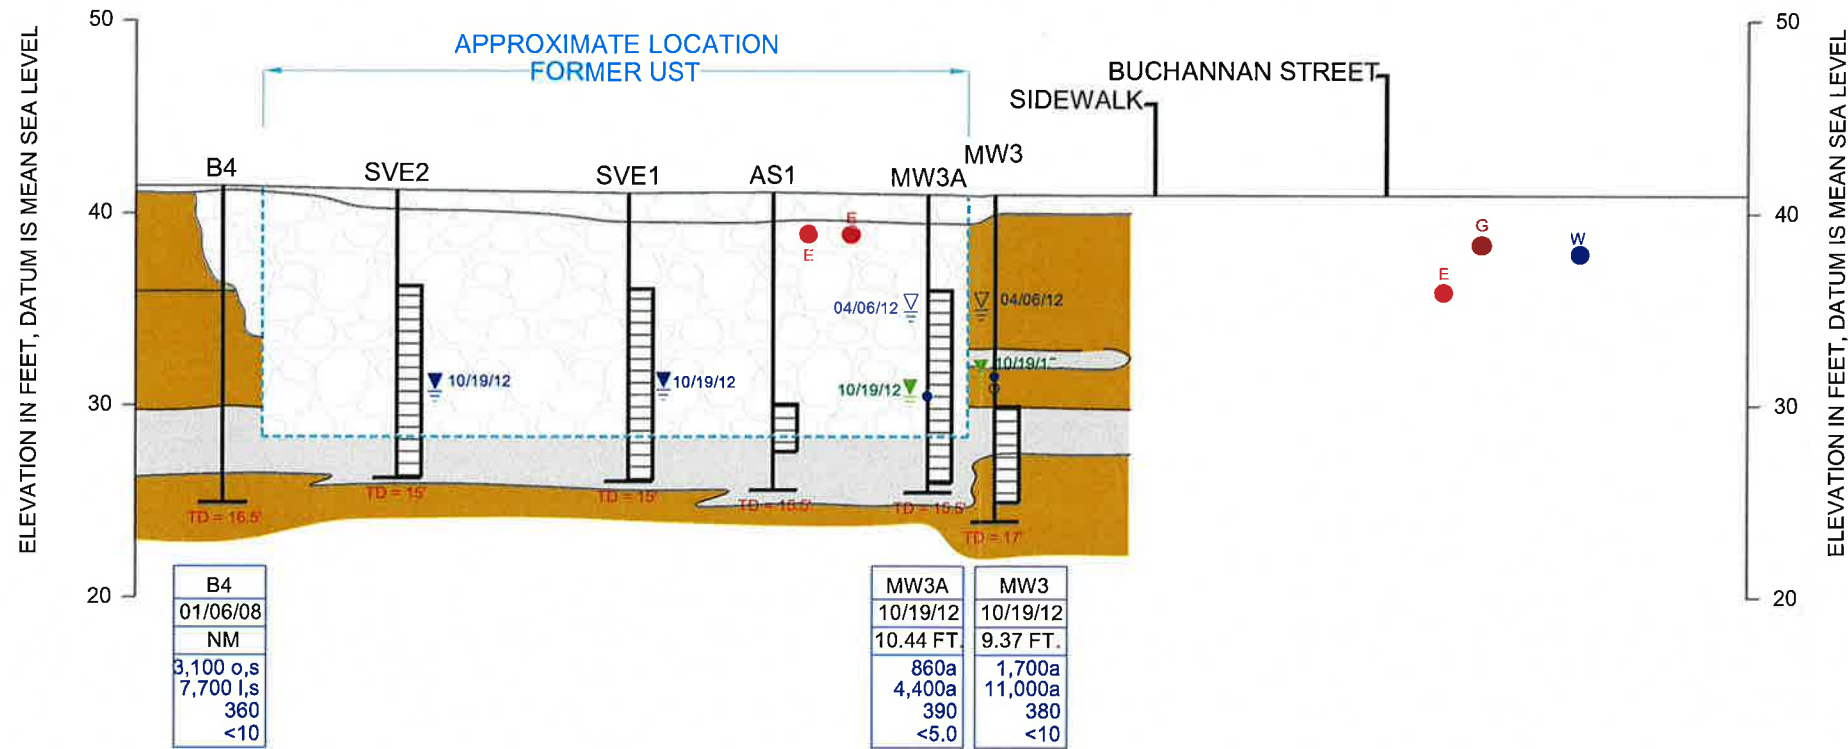 50
50
APPROXIMATE LOCATION
FORMER UST
BUCHANNAN STREET
SIDEWALK
ELEVATION IN FEET, DATUM IS MEAN SEA LEVEL
ELEVATION IN FEET, DATUM IS MEAN SEA LEVEL
B4
SVE2
SVE1
AS1
MW3A
MW3
40
40
E
E
G
W
E
04/06/12
04/06/12
10/19/12
10/19/12
10/19/12
30
30
TD = 16.5'
TD = 15'
TD = 15'
TD = 15.5'
TD = 15.5'
TD = 17'
20
20
B4
01/06/08
NM
3,100 o,s
7,700 l,s
360
<10
MW3A
10/19/12
10.44 FT.
860a
4,400a
390
<5.0
MW3
10/19/12
9.37 FT.
1,700a
11,000a
380
<10